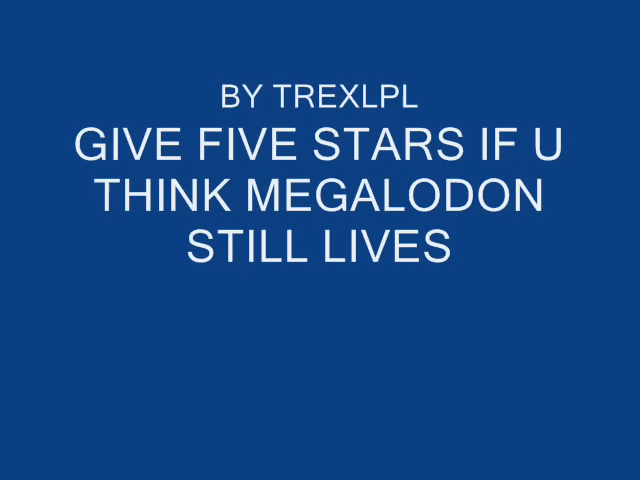 BY TREXLPL
GIVE FIVE STARS IF U
THINK MEGALODON
STILL LIVES